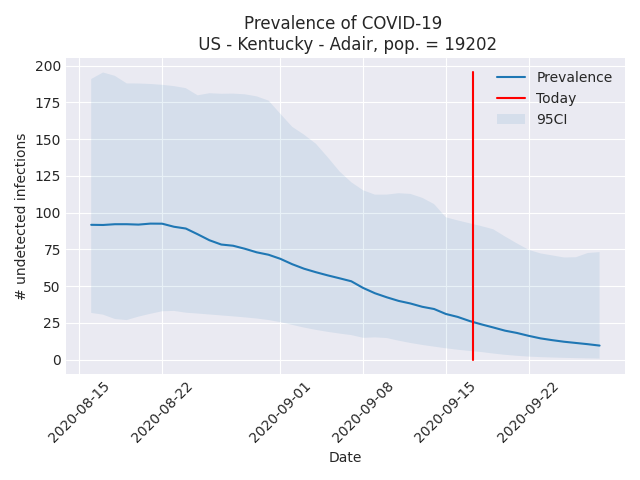 Prevalence of COVID-19
US - Kentucky - Adair, pop. = 19202
200
175
150
125
100
75
50
25
0
# undetected infections
Prevalence
Today
95CI
2020-08-15
2020-08-22
2020-09-01
2020-09-08
2020-09-15
2020-09-22
Date